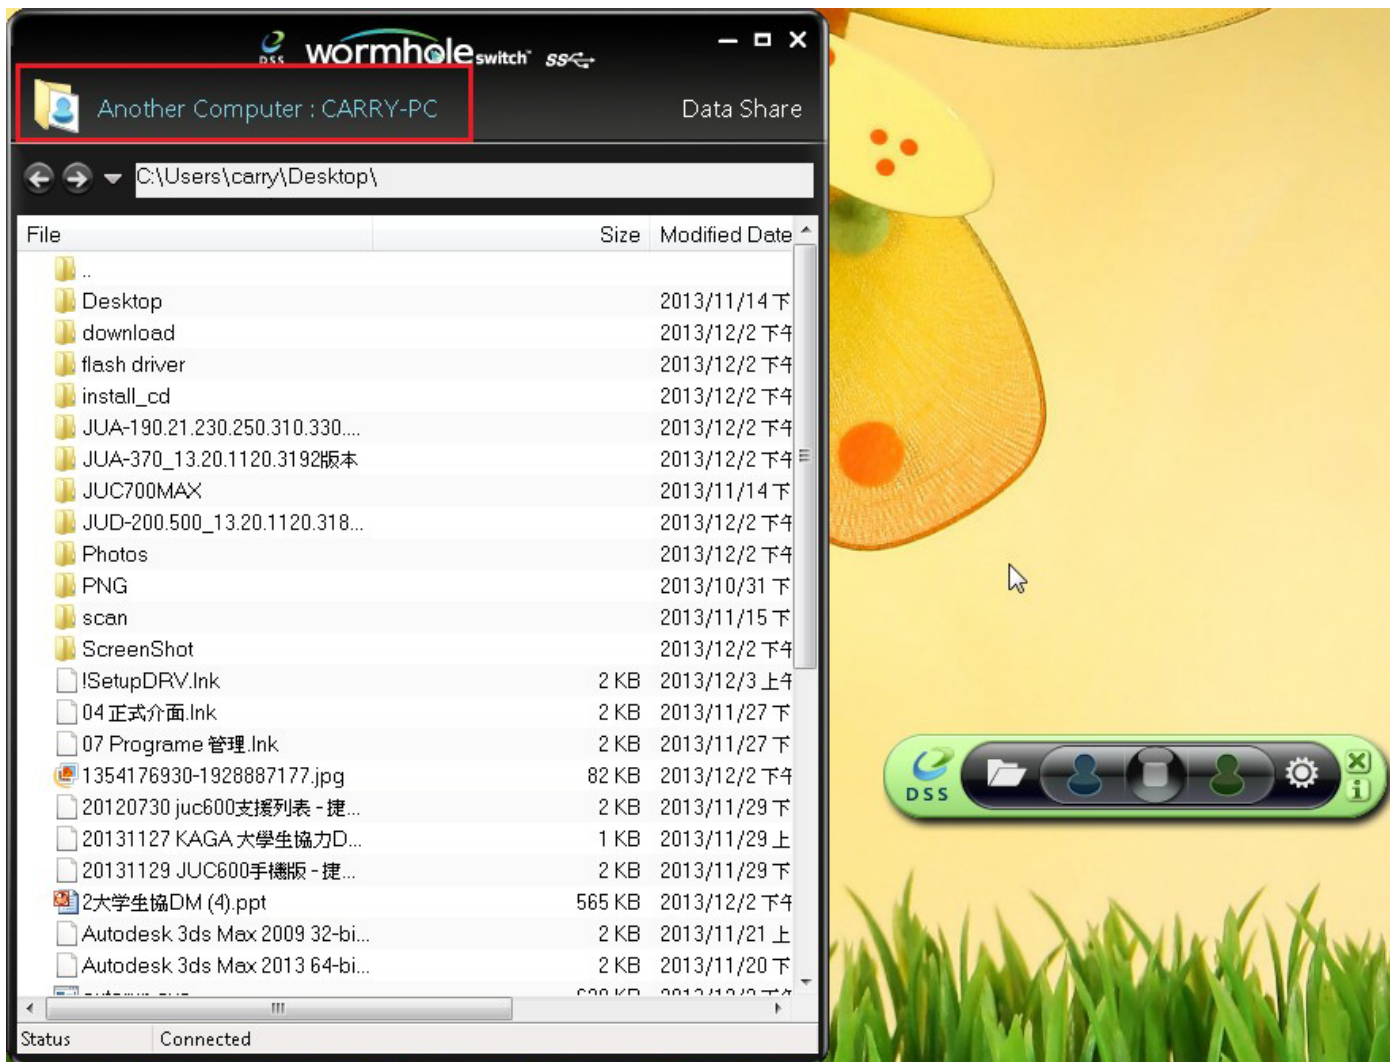 DSS wormhole switch™ SS
Another Computer : CARRY-PC Data Share
C:\Users\carry\Desktop\
File Size Modified Date
..
Desktop 2013/11/14 下
download 2013/12/2 下午
flash driver 2013/12/2 下午
install_cd 2013/12/2 下午
JUA-190.21.230.250.310.330.... 2013/12/2 下午
JUA-370_13.20.1120.3192版本 2013/12/2 下午
JUC700MAX 2013/11/14 下
JUD-200.500_13.20.1120.318... 2013/12/2 下午
Photos 2013/12/2 下午
PNG 2013/10/31 下
scan 2013/11/15 下
ScreenShot 2013/12/2 下午
!SetupDRV.lnk 2 KB 2013/12/3 上午
04 正式介面.lnk 2 KB 2013/11/27 下
07 Programe 管理.lnk 2 KB 2013/11/27 下
1354176930-1928887177.jpg 82 KB 2013/12/2 下午
20120730 juc600支援列表 - 捷... 2 KB 2013/11/29 下
20131127 KAGA 大學生協力D... 1 KB 2013/11/29 上
20131129 JUC600手機版 - 捷... 2 KB 2013/11/29 下
2大学生協DM (4).ppt 565 KB 2013/12/2 下午
Autodesk 3ds Max 2009 32-bi... 2 KB 2013/11/21 上
Autodesk 3ds Max 2013 64-bi... 2 KB 2013/11/20 下
Status Connected
DSS